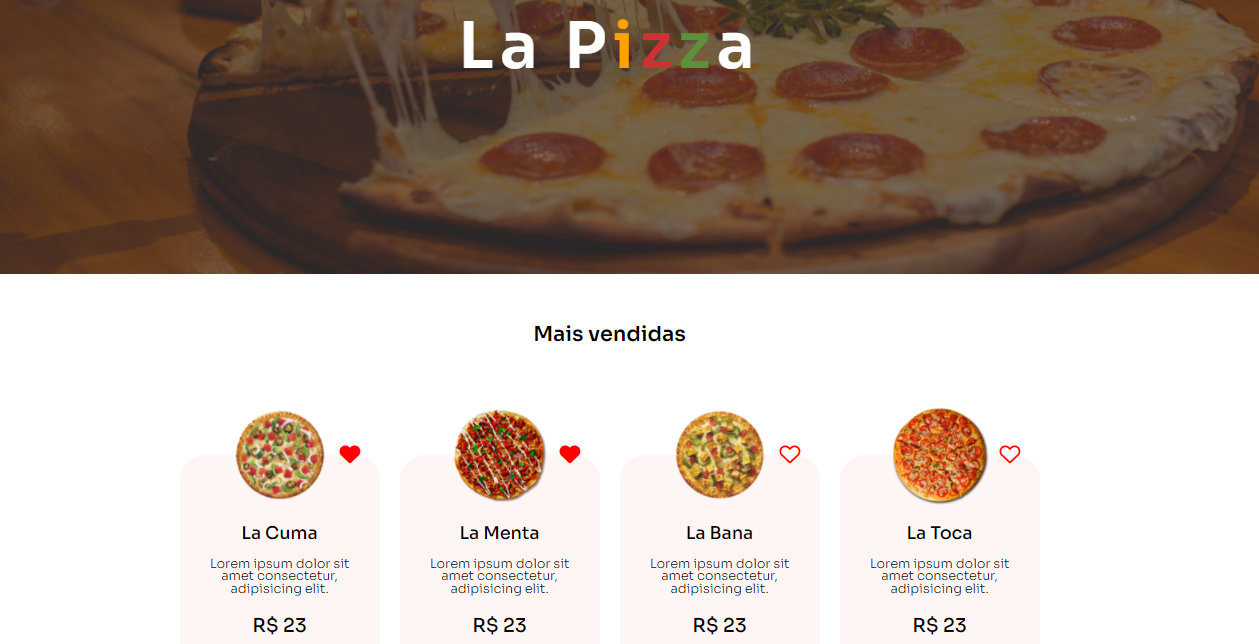 La Pizza
Mais vendidas
La Cuma
Lorem ipsum dolor sit
amet consectetur,
adipisicing elit.
R$ 23
La Menta
Lorem ipsum dolor sit
amet consectetur,
adipisicing elit.
R$ 23
La Bana
Lorem ipsum dolor sit
amet consectetur,
adipisicing elit.
R$ 23
La Toca
Lorem ipsum dolor sit
amet consectetur,
adipisicing elit.
R$ 23